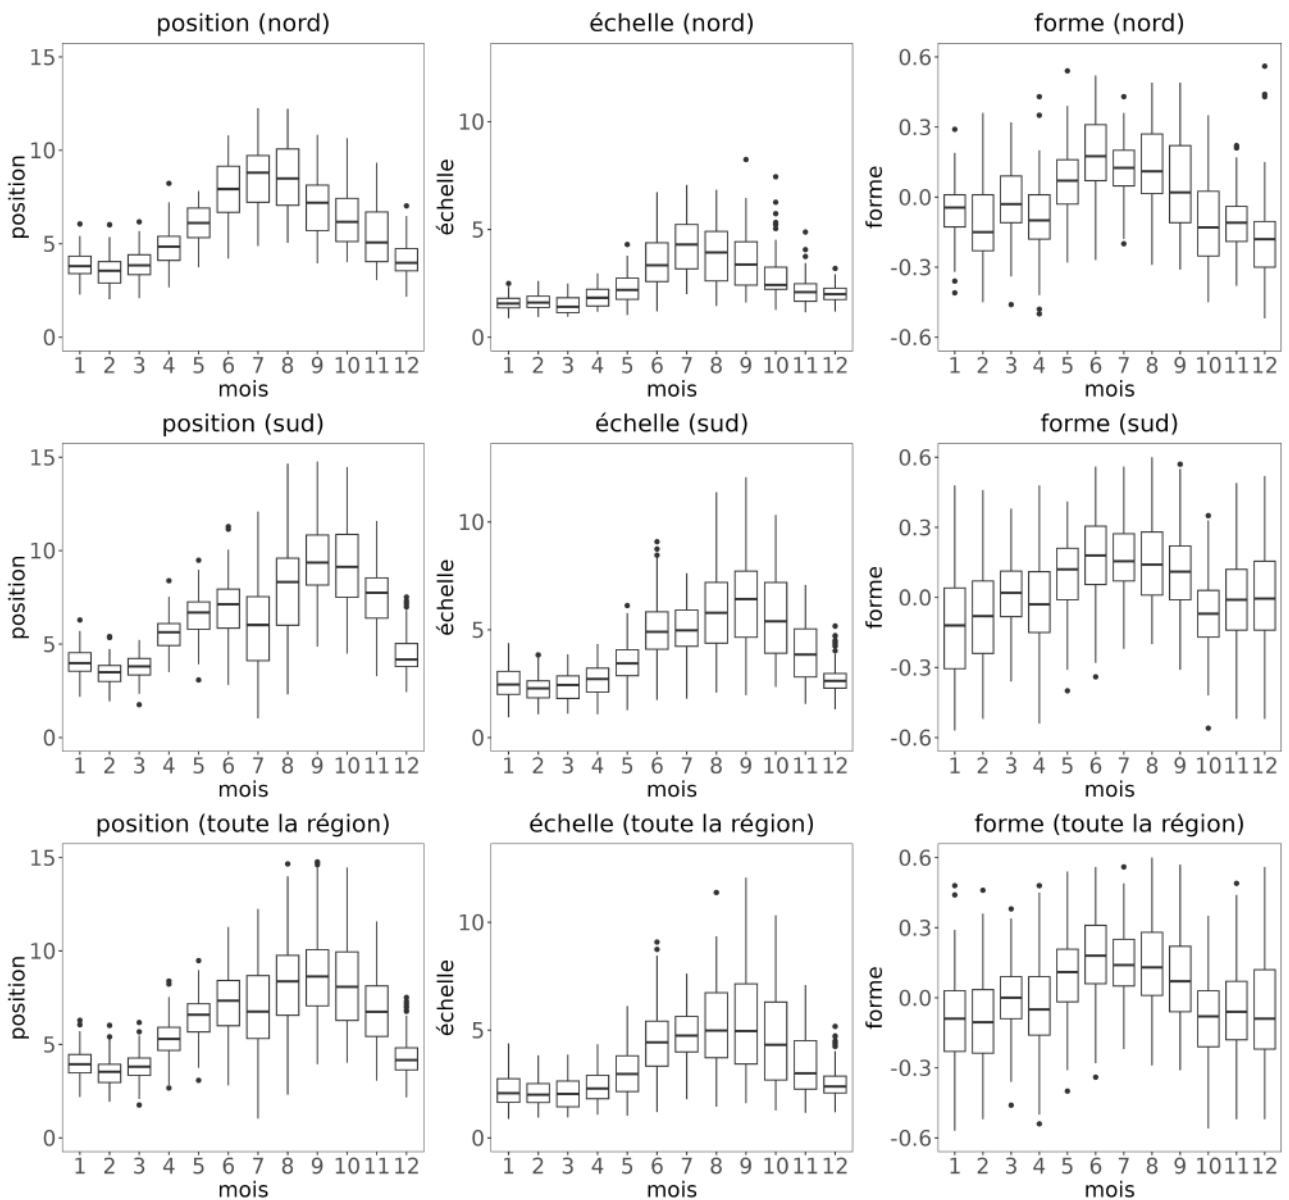 position (nord)
échelle (nord)
forme (nord)
15
10
5
0
position
1 2 3 4 5 6 7 8 9 10 11 12
mois
10
5
0
échelle
1 2 3 4 5 6 7 8 9 10 11 12
mois
0.6
0.3
0.0
-0.3
-0.6
forme
1 2 3 4 5 6 7 8 9 10 11 12
mois
position (sud)
échelle (sud)
forme (sud)
15
10
5
0
position
1 2 3 4 5 6 7 8 9 10 11 12
mois
10
5
0
échelle
1 2 3 4 5 6 7 8 9 10 11 12
mois
0.6
0.3
0.0
-0.3
-0.6
forme
1 2 3 4 5 6 7 8 9 10 11 12
mois
position (toute la région)
échelle (toute la région)
forme (toute la région)
15
10
5
0
position
1 2 3 4 5 6 7 8 9 10 11 12
mois
10
5
0
échelle
1 2 3 4 5 6 7 8 9 10 11 12
mois
0.6
0.3
0.0
-0.3
-0.6
forme
1 2 3 4 5 6 7 8 9 10 11 12
mois